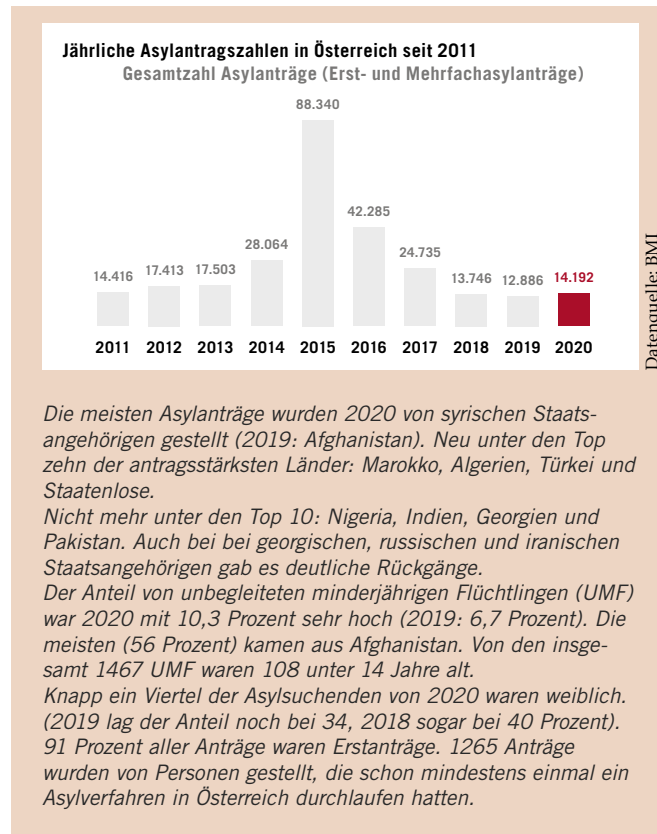 Jährliche Asylantragszahlen in Österreich seit 2011
Gesamtzahl Asylanträge (Erst- und Mehrfachasylanträge)
88.340
42.285
28.064
24.735
14.416 17.413 17.503 13.746 12.886 14.192
2011 2012 2013 2014 2015 2016 2017 2018 2019 2020
Datenquelle: BMI
Die meisten Asylanträge wurden 2020 von syrischen Staats-
angehörigen gestellt (2019: Afghanistan). Neu unter den Top
zehn der antragsstärksten Länder: Marokko, Algerien, Türkei und
Staatenlose.
Nicht mehr unter den Top 10: Nigeria, Indien, Georgien und
Pakistan. Auch bei bei georgischen, russischen und iranischen
Staatsangehörigen gab es deutliche Rückgänge.
Der Anteil von unbegleiteten minderjährigen Flüchtlingen (UMF)
war 2020 mit 10,3 Prozent sehr hoch (2019: 6,7 Prozent). Die
meisten (56 Prozent) kamen aus Afghanistan. Von den insge-
samt 1467 UMF waren 108 unter 14 Jahre alt.
Knapp ein Viertel der Asylsuchenden von 2020 waren weiblich.
(2019 lag der Anteil noch bei 34, 2018 sogar bei 40 Prozent).
91 Prozent aller Anträge waren Erstanträge. 1265 Anträge
wurden von Personen gestellt, die schon mindestens einmal ein
Asylverfahren in Österreich durchlaufen hatten.